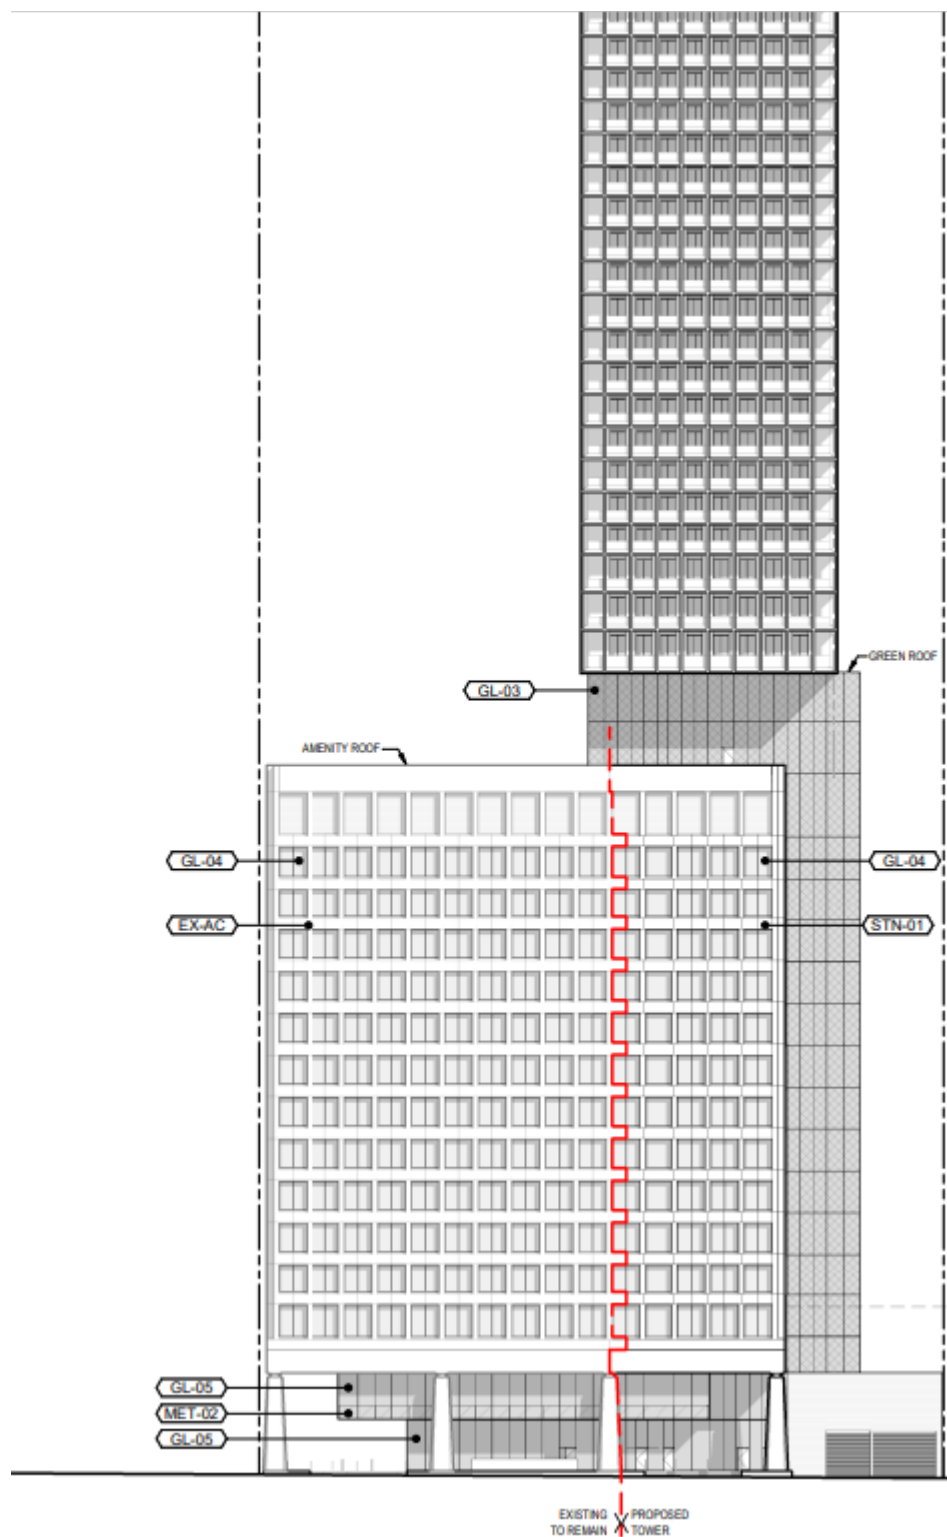 GREEN ROOF
GL-03
AMENITY ROOF
GL-04
GL-04
EX-AC
STN-01
GL-05
MET-02
GL-05
EXISTING
TO REMAIN
PROPOSED
TOWER